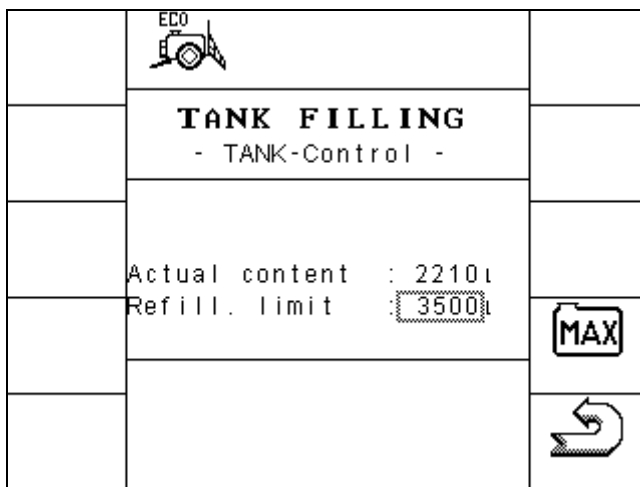 ECO
TANK FILLING
- TANK-Control -
Actual content : 2210l
Refill. limit : 3500l
MAX